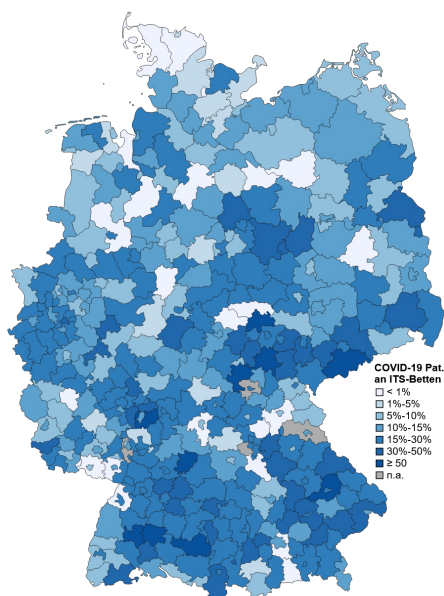 COVID-19 Pat.
an ITS-Betten
< 1%
1%-5%
5%-10%
10%-15%
15%-30%
30%-50%
≥ 50
n.a.